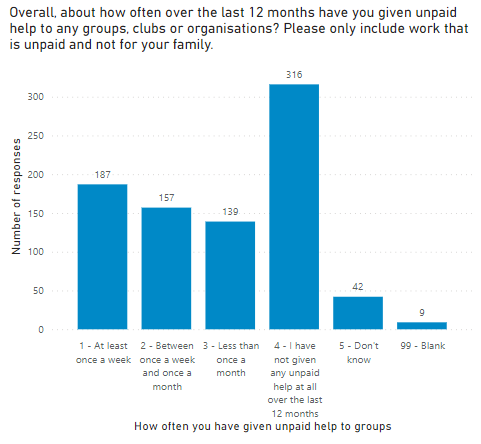 Overall, about how often over the last 12 months have you given unpaid
help to any groups, clubs or organisations? Please only include work that
is unpaid and not for your family.
316
300
250
200
187
157
150
139
100
50
42
9
0
Number of responses
1 - At least
once a week
2 - Between
once a week
and once a
month
3 - Less than
once a
month
4 - I have
not given
any unpaid
help at all
over the last
12 months
5 - Don't
know
99 - Blank
How often you have given unpaid help to groups